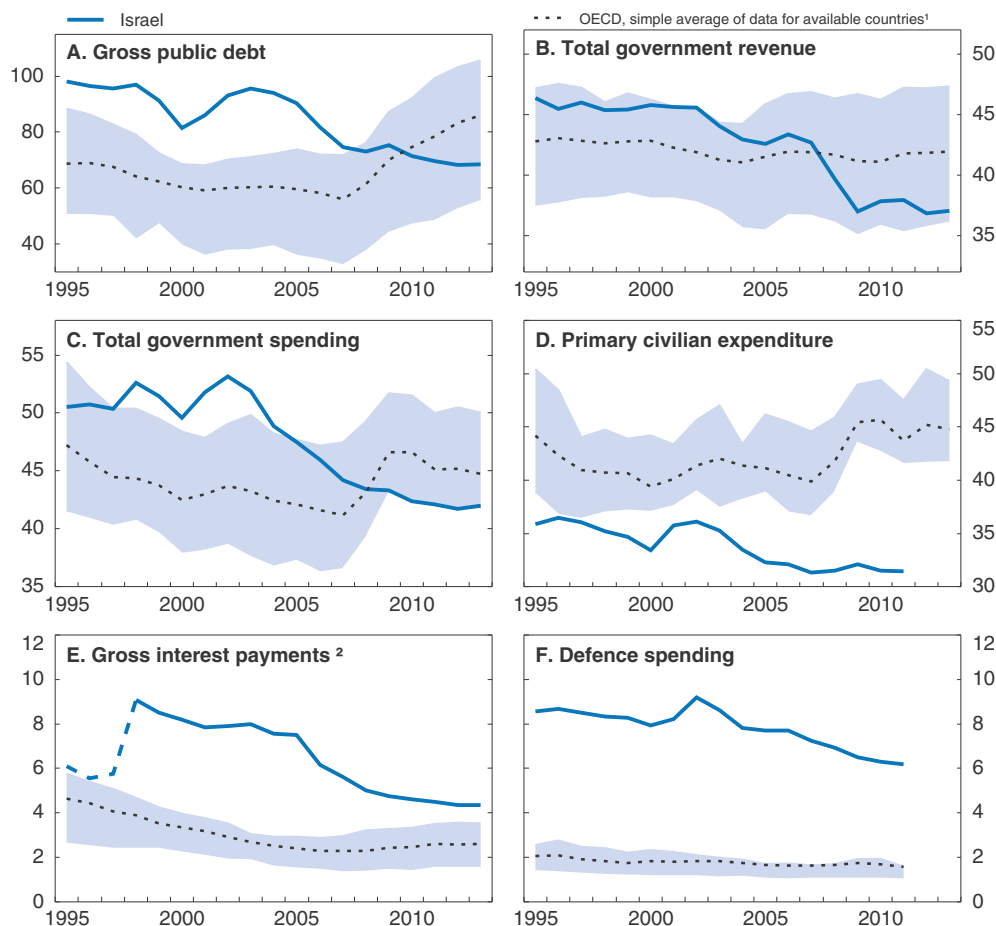 Israel
OECD, simple average of data for available countries¹
A. Gross public debt
100
80
60
40
1995 2000 2005 2010
B. Total government revenue
50
45
40
35
1995 2000 2005 2010
C. Total government spending
55
50
45
40
35
1995 2000 2005 2010
D. Primary civilian expenditure
55
50
45
40
35
30
1995 2000 2005 2010
E. Gross interest payments ²
12
10
8
6
4
2
0
1995 2000 2005 2010
F. Defence spending
12
10
8
6
4
2
0
1995 2000 2005 2010